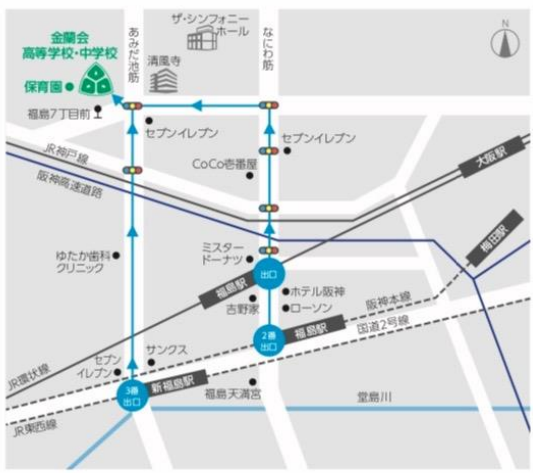 ザ・シンフォニー
ホール
N
金蘭会
高等学校・中学校
保育園
あみだ池筋
清風寺
なにわ筋
福島7丁目前
セブンイレブン
セブンイレブン
JR神戸線
CoCo壱番屋
大阪駅
阪神高速道路
梅田駅
ゆたか歯科
クリニック
ミスター
ドーナツ
出口
福島駅
吉野家
ホテル阪神
ローソン
阪神本線
国道2号線
2番
出口
福島駅
サンクス
セブン
イレブン
JR環状線
3番
出口
新福島駅
福島天満宮
堂島川
JR東西線